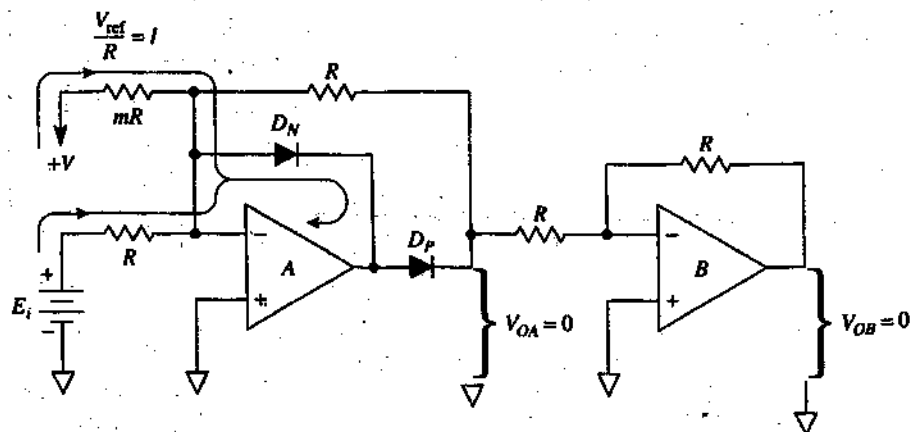 V_ref / R = I
R
mR
+V
D_N
R
−
A
+
D_P
+
E_i
−
R
R
−
B
+
V_OA = 0
V_OB = 0